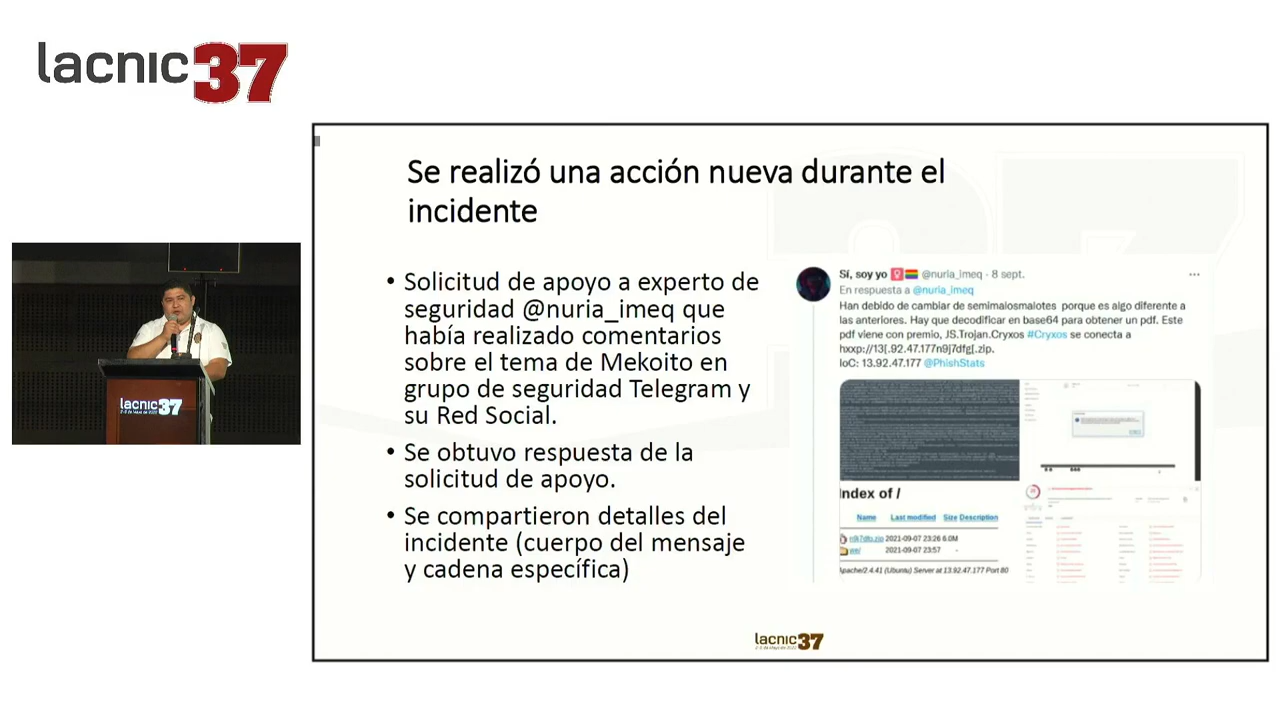 lacnic 37
Se realizó una acción nueva durante el
incidente
• Solicitud de apoyo a experto de
seguridad @nuria_imeq que
había realizado comentarios
sobre el tema de Mekoito en
grupo de seguridad Telegram y
su Red Social.
• Se obtuvo respuesta de la
solicitud de apoyo.
• Se compartieron detalles del
incidente (cuerpo del mensaje
y cadena específica)
Sí, soy yo @nuria_imeq · 8 sept.
En respuesta a @nuria_imeq
Han debido de cambiar de semimalosmalotes porque es algo diferente a
las anteriores. Hay que decodificar en base64 para obtener un pdf. Este
pdf viene con premio, JS.Trojan.Cryxos #Cryxos se conecta a
hxxp://13[.92.47.177n9j7dfg[.zip.
IoC: 13.92.47.177 @PhishStats
Index of /
Name Last modified Size Description
2021-09-07 23:26 6.0M
2021-09-07 23:57 -
Apache/2.4.41 (Ubuntu) Server at 13.92.47.177 Port 80
lacnic 37
lacnic 37